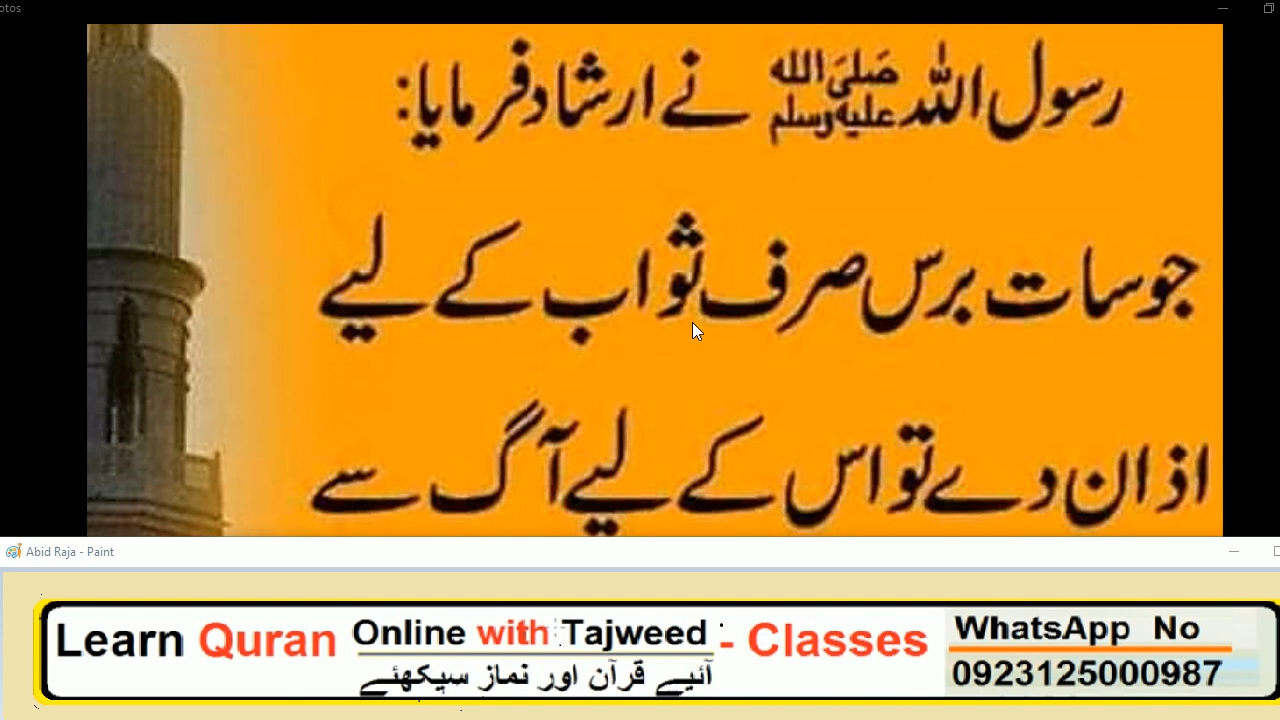 otos
رسول اللہ صلی اللہ علیہ وسلم نے ارشاد فرمایا:
جو سات برس صرف ثواب کے لیے
اذان دے تو اس کے لیے آگ سے
Abid Raja - Paint
Learn Quran Online with Tajweed - Classes
آئیے قرآن اور نماز سیکھئے
WhatsApp No
0923125000987